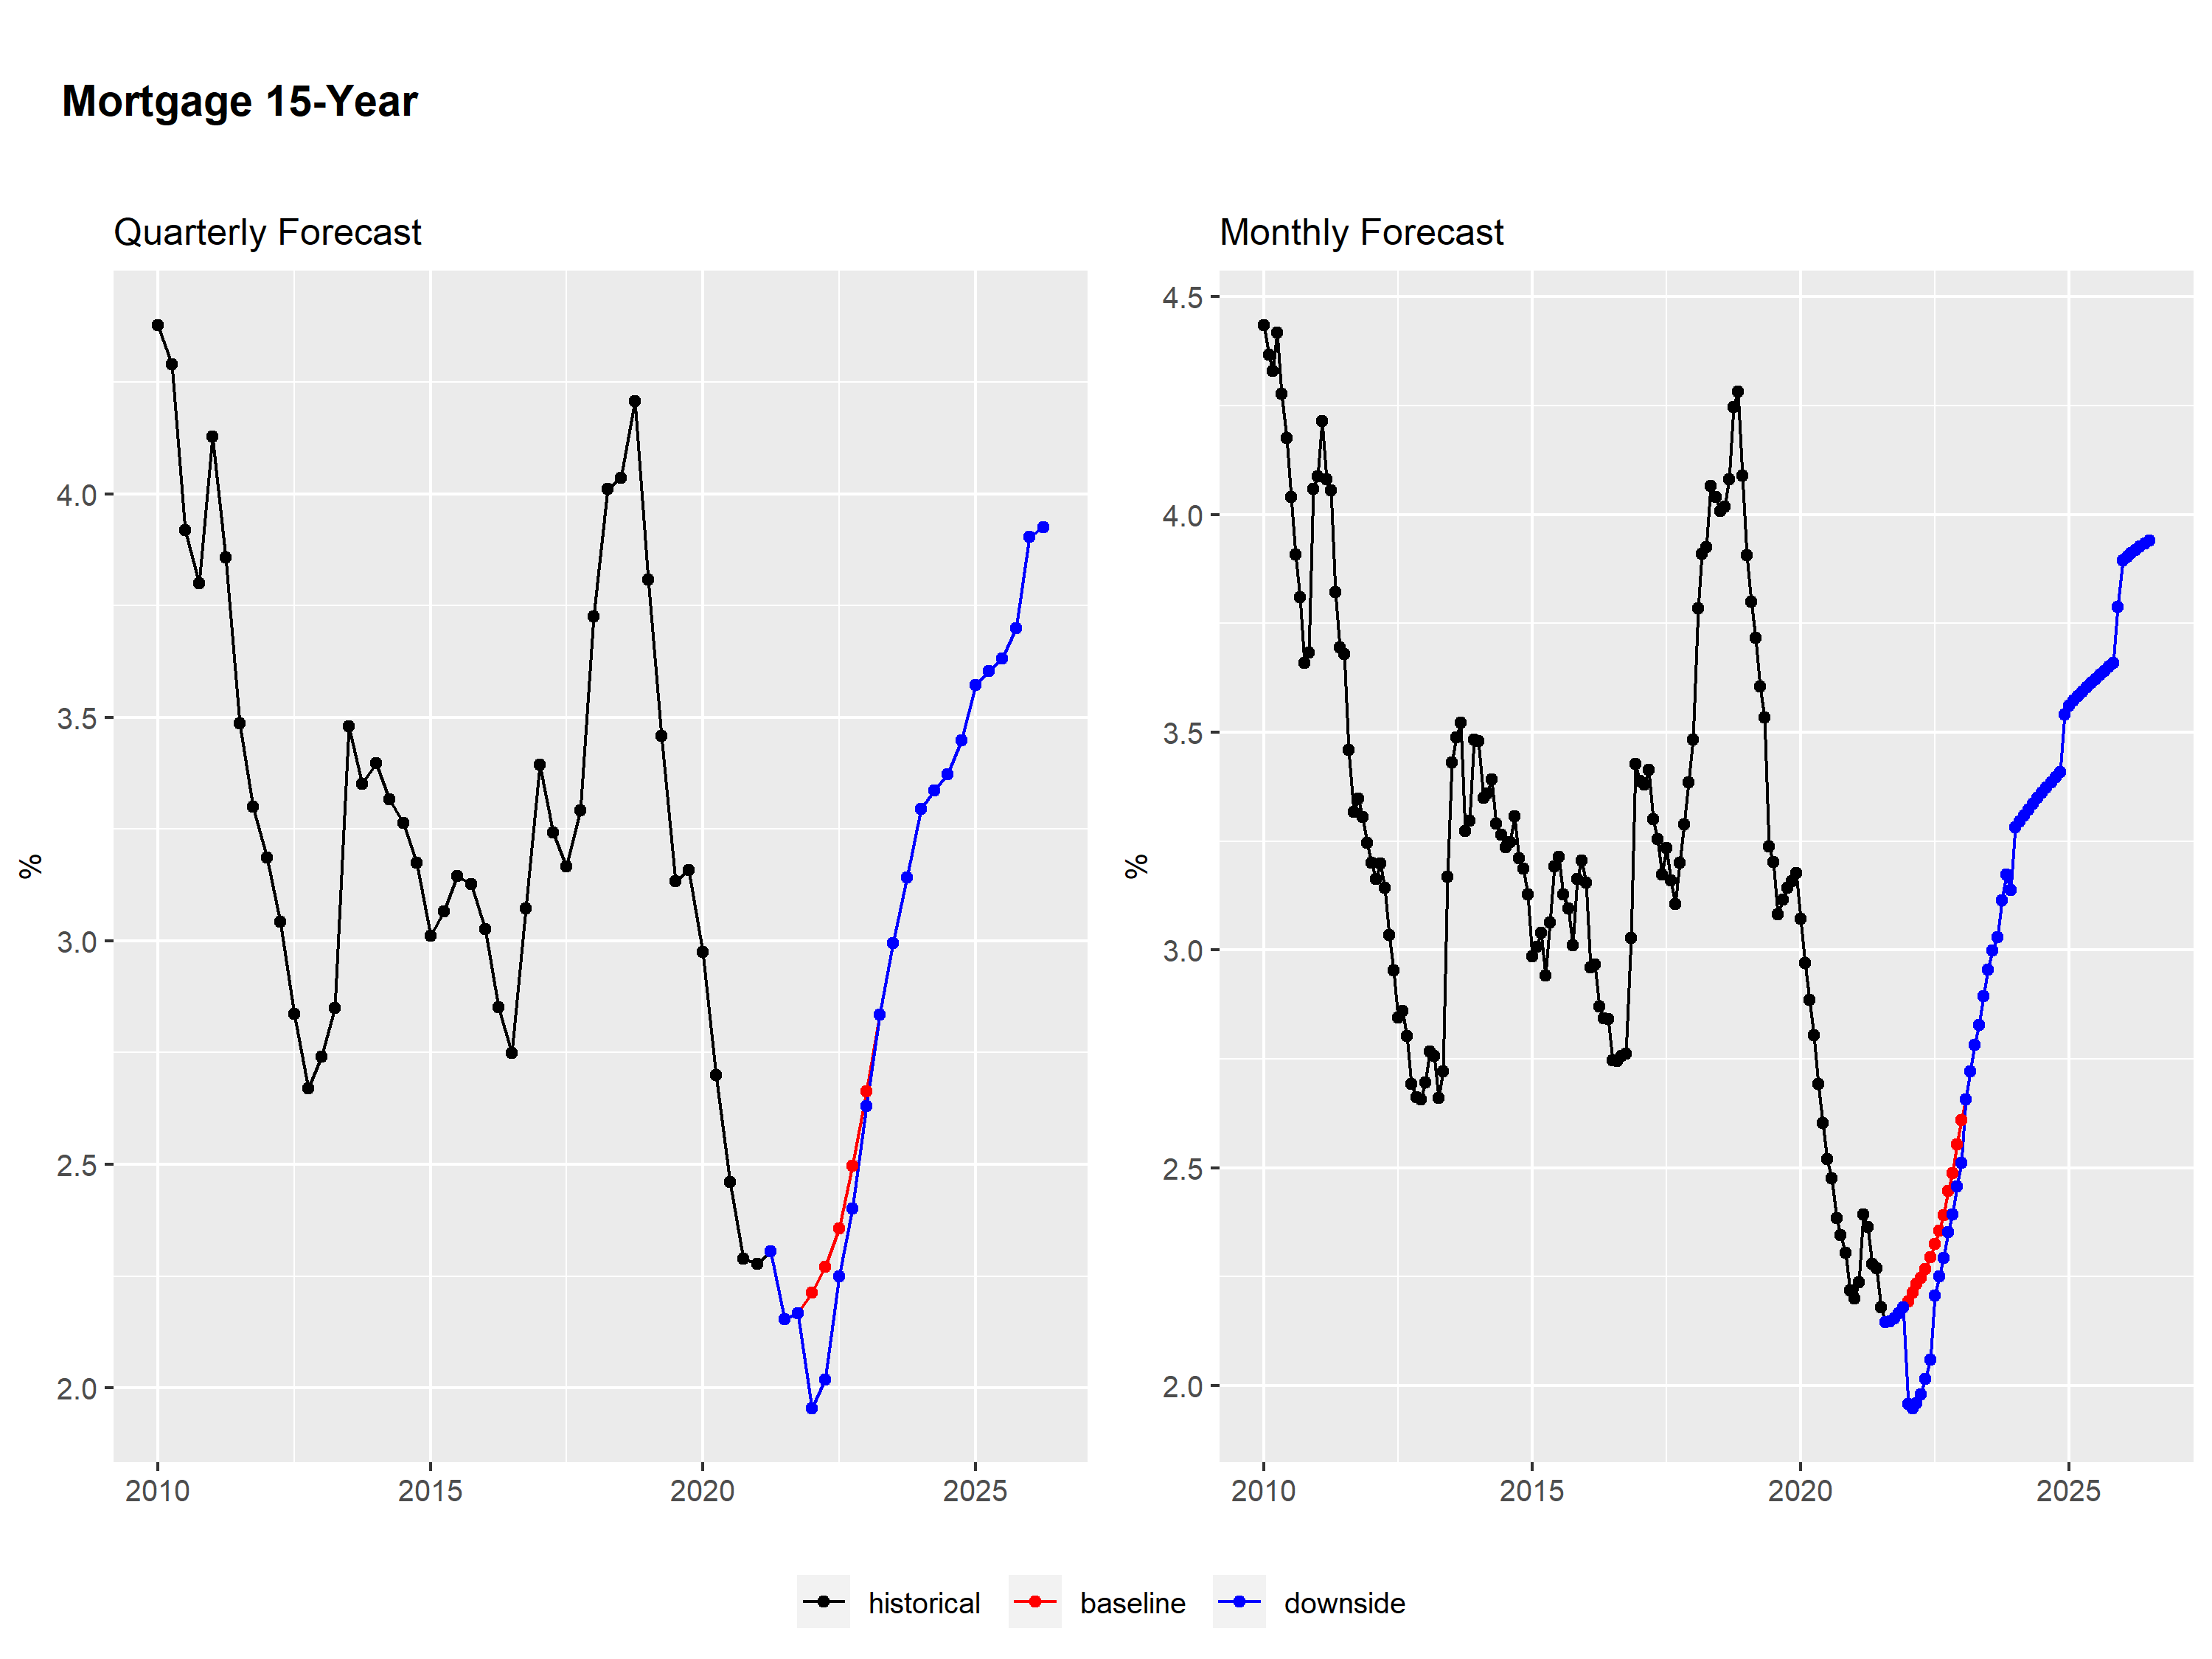 Mortgage 15-Year
Quarterly Forecast
%
4.0
3.5
3.0
2.5
2.0
2010 2015 2020 2025
Monthly Forecast
%
4.5
4.0
3.5
3.0
2.5
2.0
2010 2015 2020 2025
historical baseline downside